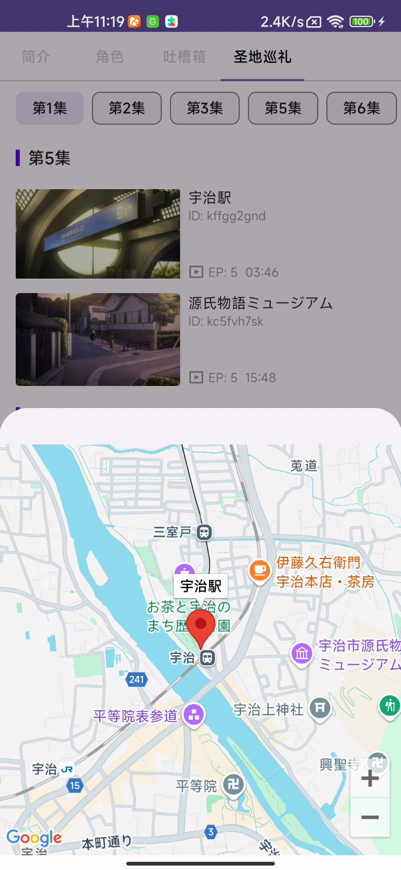 上午11:19
2.4K/s
100
简介 角色 吐槽箱 圣地巡礼
第1集 第2集 第3集 第5集 第6集
第5集
宇治駅
ID: kffgg2gnd
EP: 5 03:46
源氏物語ミュージアム
ID: kc5fvh7sk
EP: 5 15:48
菟道
三室戸
伊藤久右衛門
宇治本店・茶房
宇治駅
お茶と宇治の
まち歴
公園
宇治
宇治市源氏物
ミュージアム
241
平等院表参道
宇治上神社
宇治 JR
興聖寺
15
平等院
+
3
−
Google
宇治
本町通り